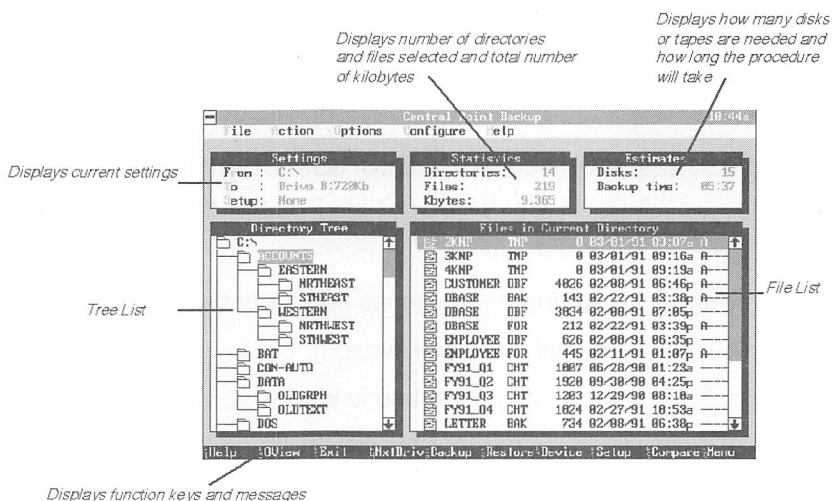 Displays number of directories
and files selected and total number
of kilobytes
Displays how many disks
or tapes are needed and
how long the procedure
will take
Central Point Backup 10:44a
File Action Options Configure Help
Displays current settings
Settings
From : C:\
To : Drive B:720Kb
Setup: None
Statistics
Directories: 14
Files: 219
Kbytes: 9,365
Estimates
Disks: 15
Backup time: 05:37
Tree List
Directory Tree
C:\
ACCOUNTS
EASTERN
NRTHEAST
STHEAST
WESTERN
NRTHWEST
STHWEST
BAT
CON-AUTO
DATA
OLDGRPH
OLDTEXT
DOS
Files in Current Directory
2KNP TMP 0 03/01/91 09:07a A
3KNP TMP 0 03/01/91 09:16a A---
4KNP TMP 0 03/01/91 09:19a A---
CUSTOMER DBF 4026 02/08/91 06:46p A---
DBASE BAK 143 02/22/91 03:38p A---
DBASE DBF 3034 02/08/91 07:05p ----
DBASE FOR 212 02/22/91 03:39p A---
EMPLOYEE DBF 626 02/08/91 06:35p ----
EMPLOYEE FOR 445 02/11/91 01:07p A---
FY91_Q1 CHT 1087 06/28/90 01:23a ----
FY91_Q2 CHT 1920 09/30/90 04:25p ----
FY91_Q3 CHT 1203 12/29/90 08:10a ----
FY91_Q4 CHT 1024 02/27/91 10:53a ----
LETTER BAK 734 02/08/91 06:38p ----
File List
Help QView Exit NxtDriv Backup Restore Device Setup Compare Menu
Displays function keys and messages